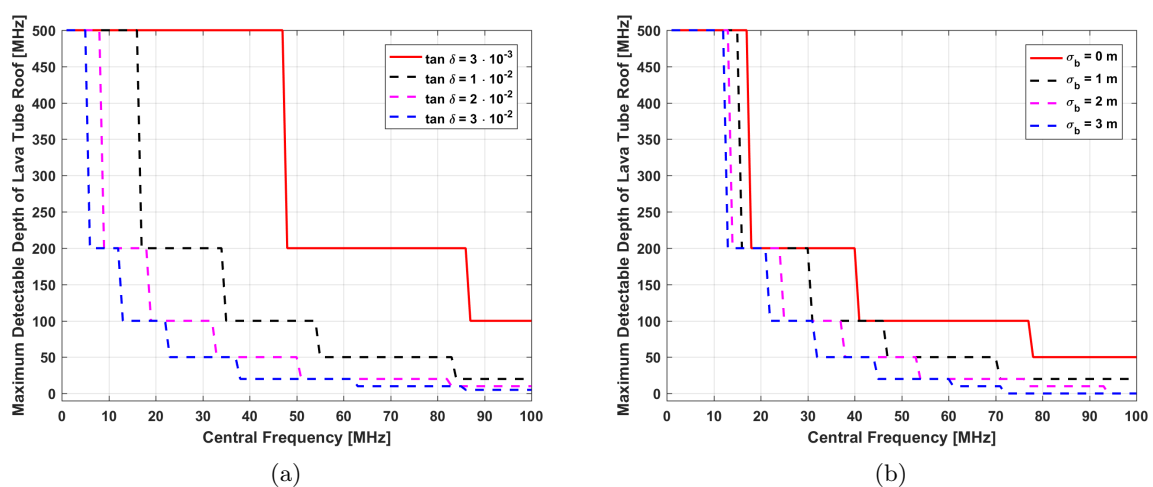 Maximum Detectable Depth of Lava Tube Roof [MHz]
500
450
400
350
300
250
200
150
100
50
0
0 10 20 30 40 50 60 70 80 90 100
Central Frequency [MHz]
tan δ = 3 · 10⁻³
tan δ = 1 · 10⁻²
tan δ = 2 · 10⁻²
tan δ = 3 · 10⁻²
(a)
Maximum Detectable Depth of Lava Tube Roof [MHz]
500
450
400
350
300
250
200
150
100
50
0
0 10 20 30 40 50 60 70 80 90 100
Central Frequency [MHz]
σb = 0 m
σb = 1 m
σb = 2 m
σb = 3 m
(b)